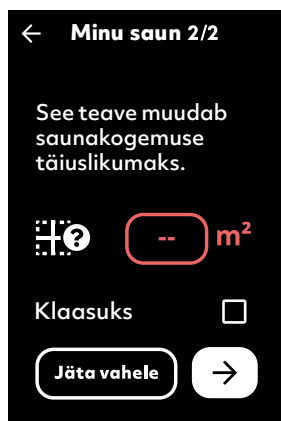 Minu saun 2/2
See teave muudab
saunakogemuse
täiuslikumaks.
? -- m²
Klaasuks
Jäta vahele